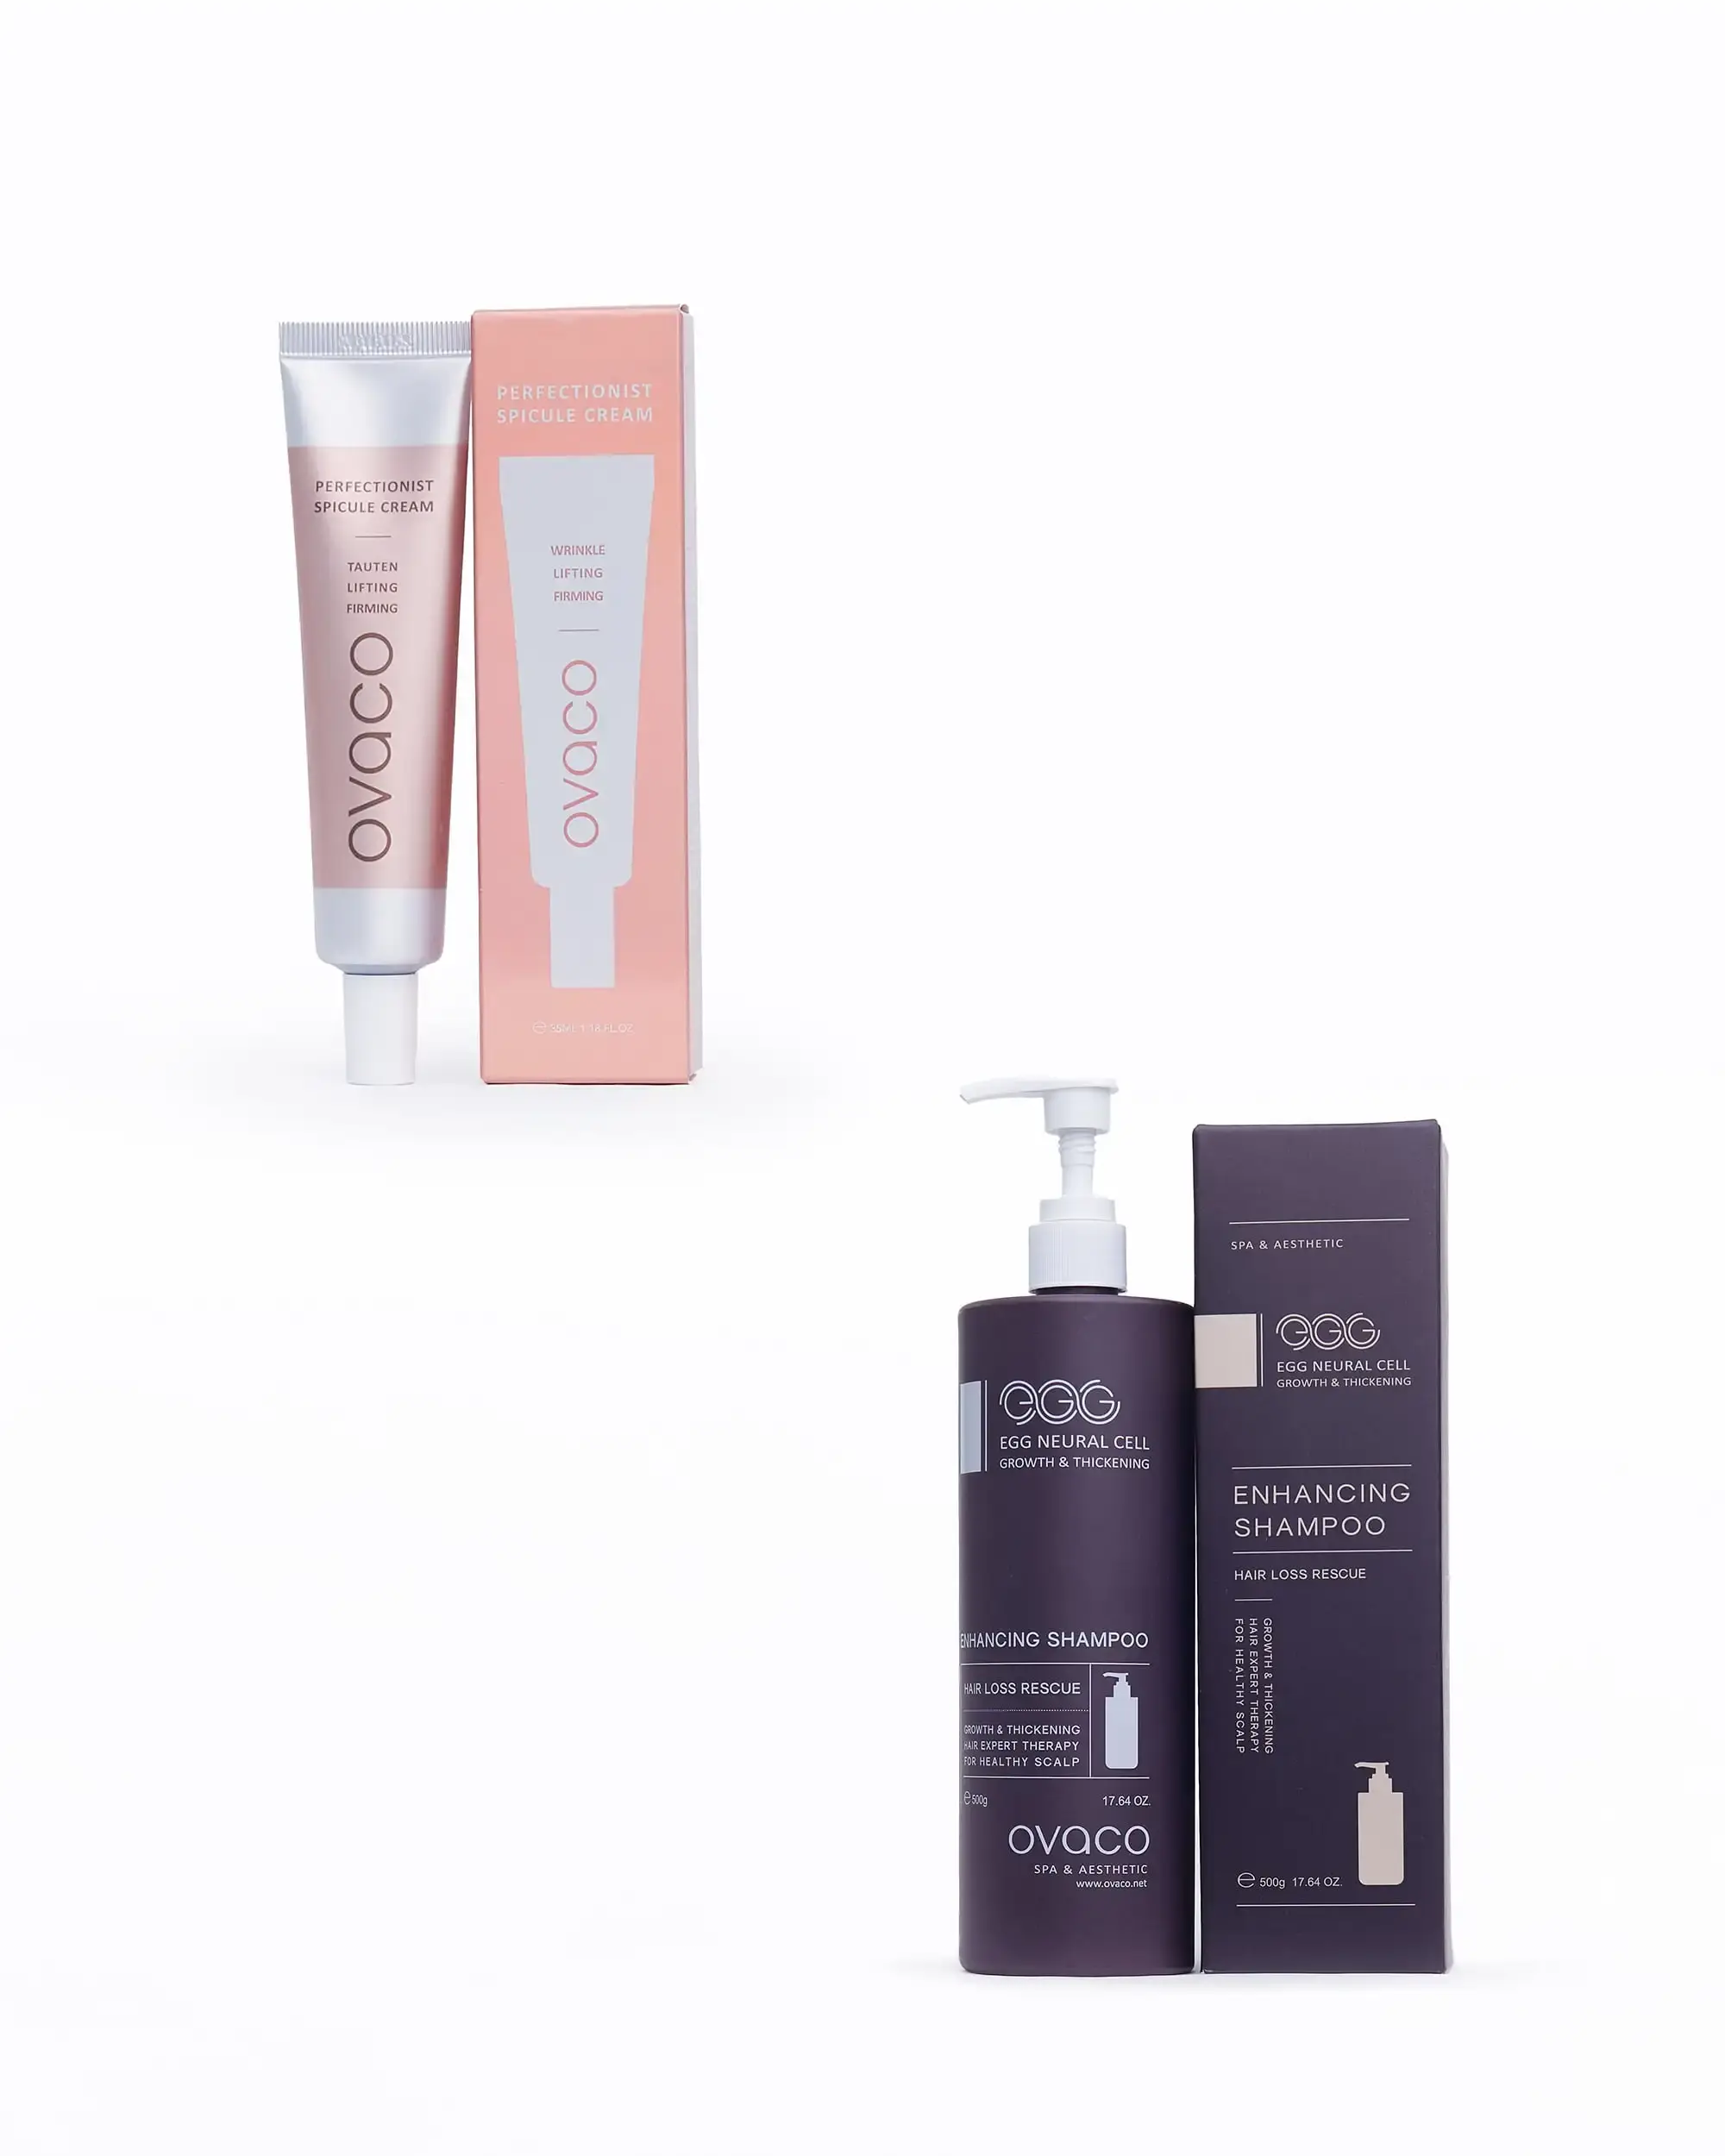 PERFECTIONIST
SPICULE CREAM
TAUTEN
LIFTING
FIRMING
ovaco
PERFECTIONIST
SPICULE CREAM
WRINKLE
LIFTING
FIRMING
ovaco
egg
EGG NEURAL CELL
GROWTH & THICKENING
ENHANCING SHAMPOO
HAIR LOSS RESCUE
GROWTH & THICKENING
HAIR EXPERT THERAPY
FOR HEALTHY SCALP
e 500g 17.64 OZ.
ovaco
SPA & AESTHETIC
www.ovaco.net
SPA & AESTHETIC
egg
EGG NEURAL CELL
GROWTH & THICKENING
ENHANCING
SHAMPOO
HAIR LOSS RESCUE
GROWTH & THICKENING
HAIR EXPERT THERAPY
FOR HEALTHY SCALP
e 500g 17.64 OZ.